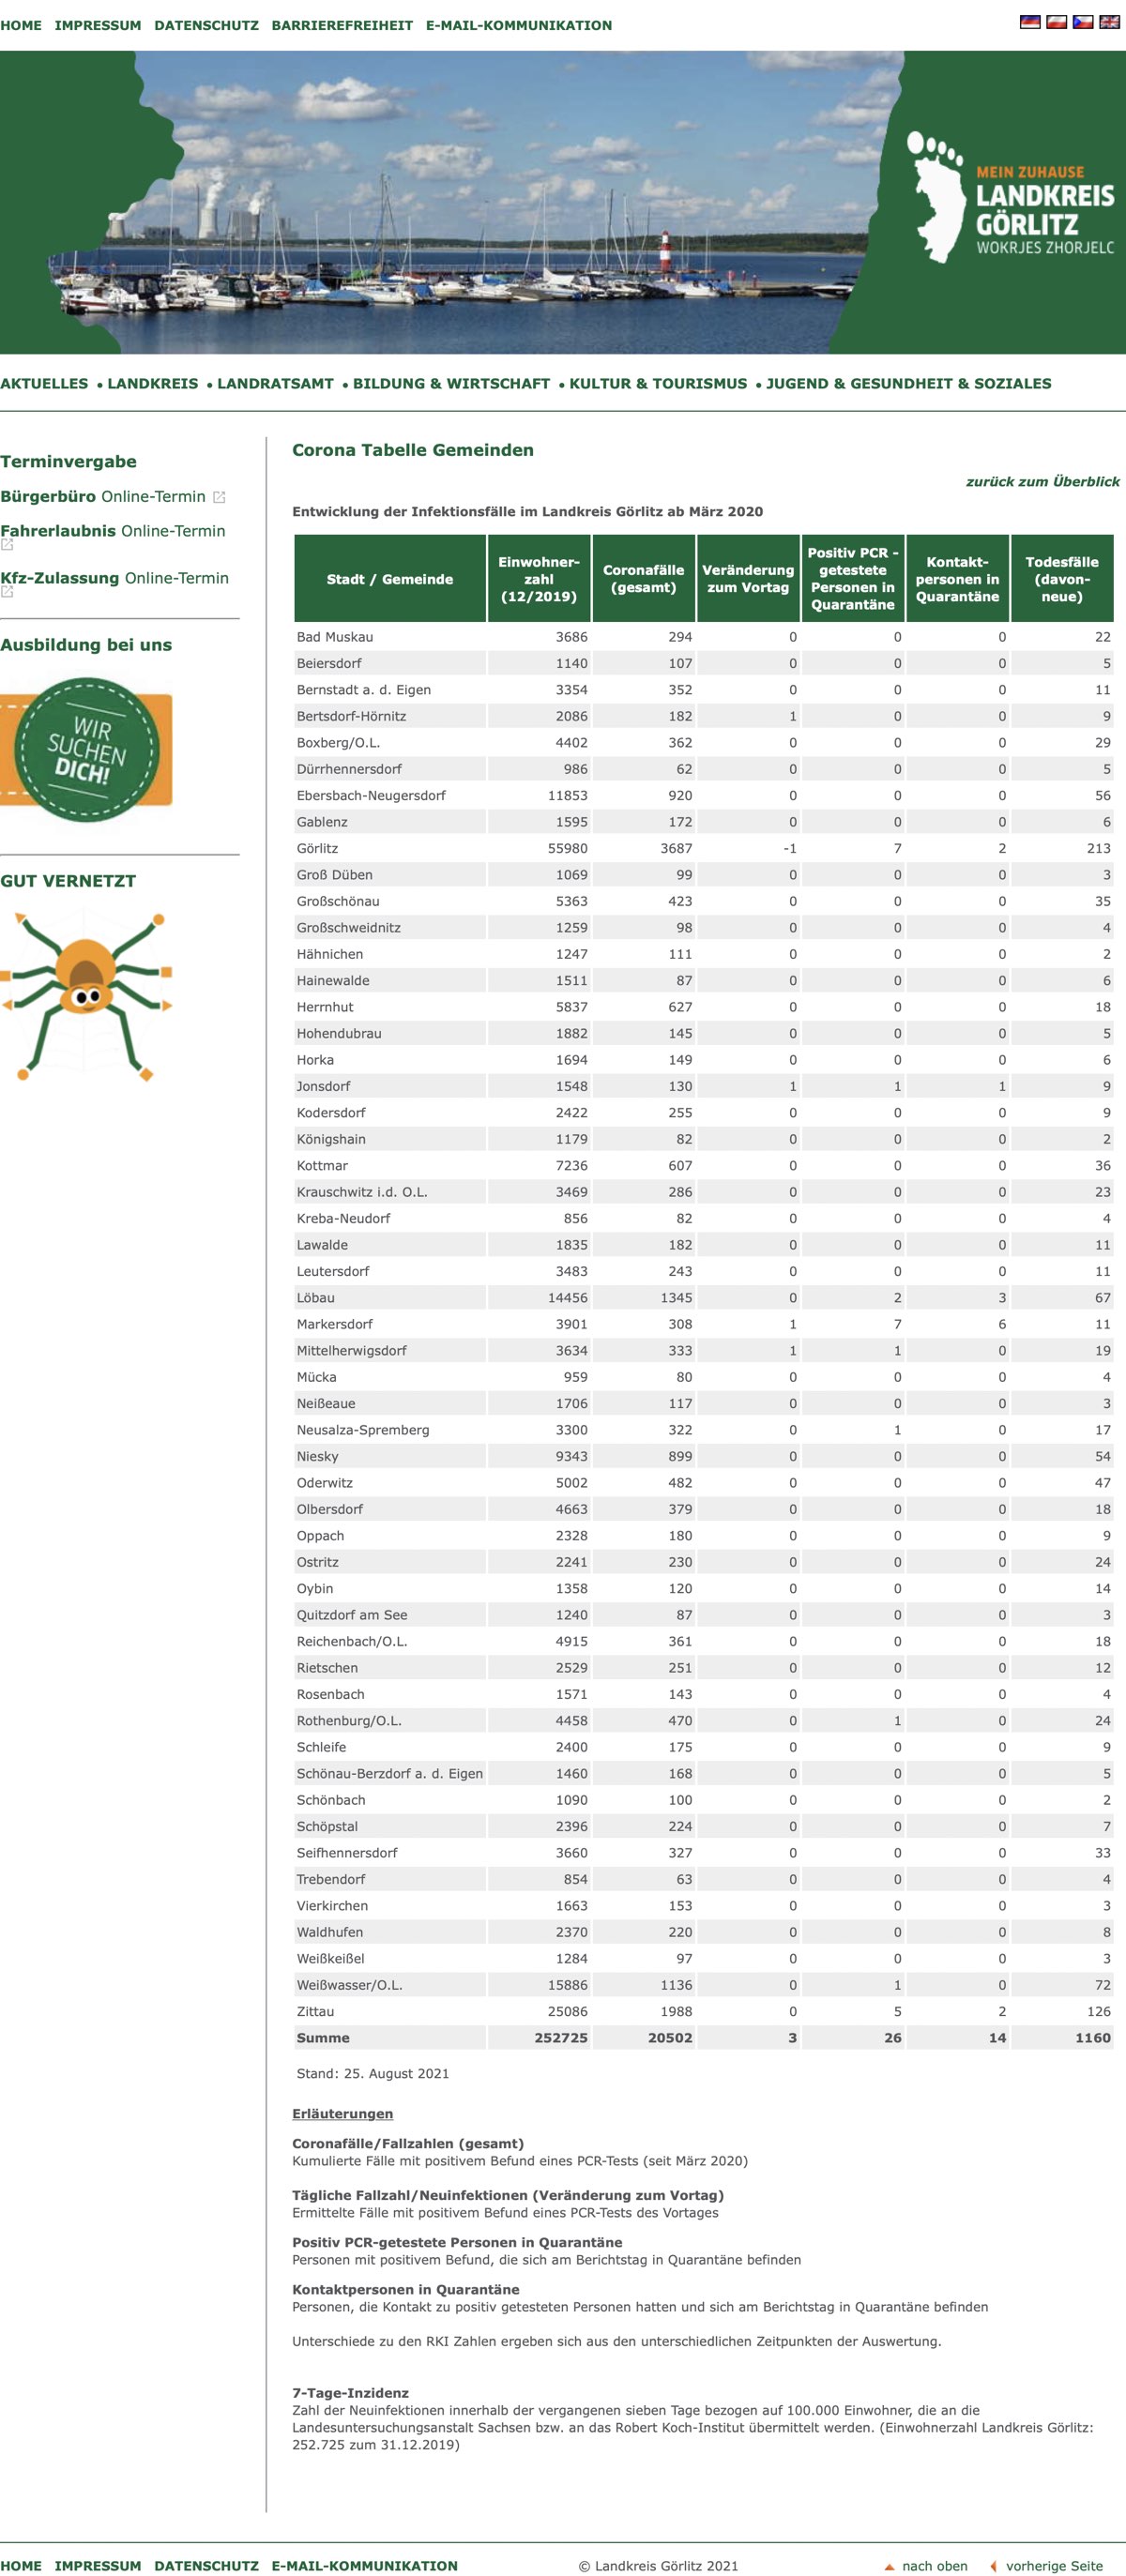 HOME IMPRESSUM DATENSCHUTZ BARRIEREFREIHEIT E-MAIL-KOMMUNIKATION
MEIN ZUHAUSE
LANDKREIS
GÖRLITZ
WOKRJES ZHORJELC
AKTUELLES • LANDKREIS • LANDRATSAMT • BILDUNG & WIRTSCHAFT • KULTUR & TOURISMUS • JUGEND & GESUNDHEIT & SOZIALES
Terminvergabe
Bürgerbüro Online-Termin
Fahrerlaubnis Online-Termin
Kfz-Zulassung Online-Termin
Ausbildung bei uns
WIR
SUCHEN
DICH!
GUT VERNETZT
Corona Tabelle Gemeinden
zurück zum Überblick
Entwicklung der Infektionsfälle im Landkreis Görlitz ab März 2020
Stadt / Gemeinde Einwohner-zahl (12/2019) Coronafälle (gesamt) Veränderung zum Vortag Positiv PCR - getestete Personen in Quarantäne Kontakt-personen in Quarantäne Todesfälle (davon-neue)
Bad Muskau 3686 294 0 0 0 22
Beiersdorf 1140 107 0 0 0 5
Bernstadt a. d. Eigen 3354 352 0 0 0 11
Bertsdorf-Hörnitz 2086 182 1 0 0 9
Boxberg/O.L. 4402 362 0 0 0 29
Dürrhennersdorf 986 62 0 0 0 5
Ebersbach-Neugersdorf 11853 920 0 0 0 56
Gablenz 1595 172 0 0 0 6
Görlitz 55980 3687 -1 7 2 213
Groß Düben 1069 99 0 0 0 3
Großschönau 5363 423 0 0 0 35
Großschweidnitz 1259 98 0 0 0 4
Hähnichen 1247 111 0 0 0 2
Hainewalde 1511 87 0 0 0 6
Herrnhut 5837 627 0 0 0 18
Hohendubrau 1882 145 0 0 0 5
Horka 1694 149 0 0 0 6
Jonsdorf 1548 130 1 1 1 9
Kodersdorf 2422 255 0 0 0 9
Königshain 1179 82 0 0 0 2
Kottmar 7236 607 0 0 0 36
Krauschwitz i.d. O.L. 3469 286 0 0 0 23
Kreba-Neudorf 856 82 0 0 0 4
Lawalde 1835 182 0 0 0 11
Leutersdorf 3483 243 0 0 0 11
Löbau 14456 1345 0 2 3 67
Markersdorf 3901 308 1 7 6 11
Mittelherwigsdorf 3634 333 1 1 0 19
Mücka 959 80 0 0 0 4
Neißeaue 1706 117 0 0 0 3
Neusalza-Spremberg 3300 322 0 1 0 17
Niesky 9343 899 0 0 0 54
Oderwitz 5002 482 0 0 0 47
Olbersdorf 4663 379 0 0 0 18
Oppach 2328 180 0 0 0 9
Ostritz 2241 230 0 0 0 24
Oybin 1358 120 0 0 0 14
Quitzdorf am See 1240 87 0 0 0 3
Reichenbach/O.L. 4915 361 0 0 0 18
Rietschen 2529 251 0 0 0 12
Rosenbach 1571 143 0 0 0 4
Rothenburg/O.L. 4458 470 0 1 0 24
Schleife 2400 175 0 0 0 9
Schönau-Berzdorf a. d. Eigen 1460 168 0 0 0 5
Schönbach 1090 100 0 0 0 2
Schöpstal 2396 224 0 0 0 7
Seifhennersdorf 3660 327 0 0 0 33
Trebendorf 854 63 0 0 0 4
Vierkirchen 1663 153 0 0 0 3
Waldhufen 2370 220 0 0 0 8
Weißkeißel 1284 97 0 0 0 3
Weißwasser/O.L. 15886 1136 0 1 0 72
Zittau 25086 1988 0 5 2 126
Summe 252725 20502 3 26 14 1160
Stand: 25. August 2021
Erläuterungen
Coronafälle/Fallzahlen (gesamt)
Kumulierte Fälle mit positivem Befund eines PCR-Tests (seit März 2020)
Tägliche Fallzahl/Neuinfektionen (Veränderung zum Vortag)
Ermittelte Fälle mit positivem Befund eines PCR-Tests des Vortages
Positiv PCR-getestete Personen in Quarantäne
Personen mit positivem Befund, die sich am Berichtstag in Quarantäne befinden
Kontaktpersonen in Quarantäne
Personen, die Kontakt zu positiv getesteten Personen hatten und sich am Berichtstag in Quarantäne befinden
Unterschiede zu den RKI Zahlen ergeben sich aus den unterschiedlichen Zeitpunkten der Auswertung.
7-Tage-Inzidenz
Zahl der Neuinfektionen innerhalb der vergangenen sieben Tage bezogen auf 100.000 Einwohner, die an die
Landesuntersuchungsanstalt Sachsen bzw. an das Robert Koch-Institut übermittelt werden. (Einwohnerzahl Landkreis Görlitz:
252.725 zum 31.12.2019)
HOME IMPRESSUM DATENSCHUTZ E-MAIL-KOMMUNIKATION © Landkreis Görlitz 2021 nach oben vorherige Seite